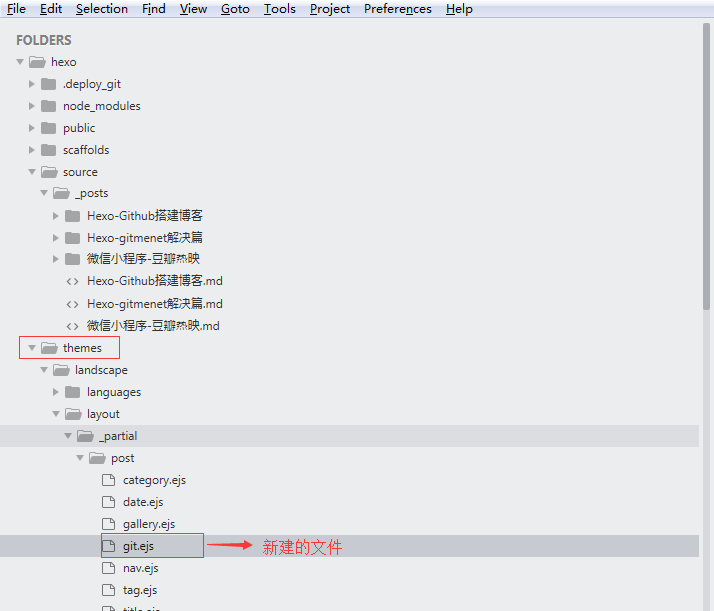 File Edit Selection Find View Goto Tools Project Preferences Help
FOLDERS
hexo
.deploy_git
node_modules
public
scaffolds
source
_posts
Hexo-Github搭建博客
Hexo-gitmenet解决篇
微信小程序-豆瓣热映
Hexo-Github搭建博客.md
Hexo-gitmenet解决篇.md
微信小程序-豆瓣热映.md
themes
landscape
languages
layout
_partial
post
category.ejs
date.ejs
gallery.ejs
git.ejs 新建的文件
nav.ejs
tag.ejs
title.ejs